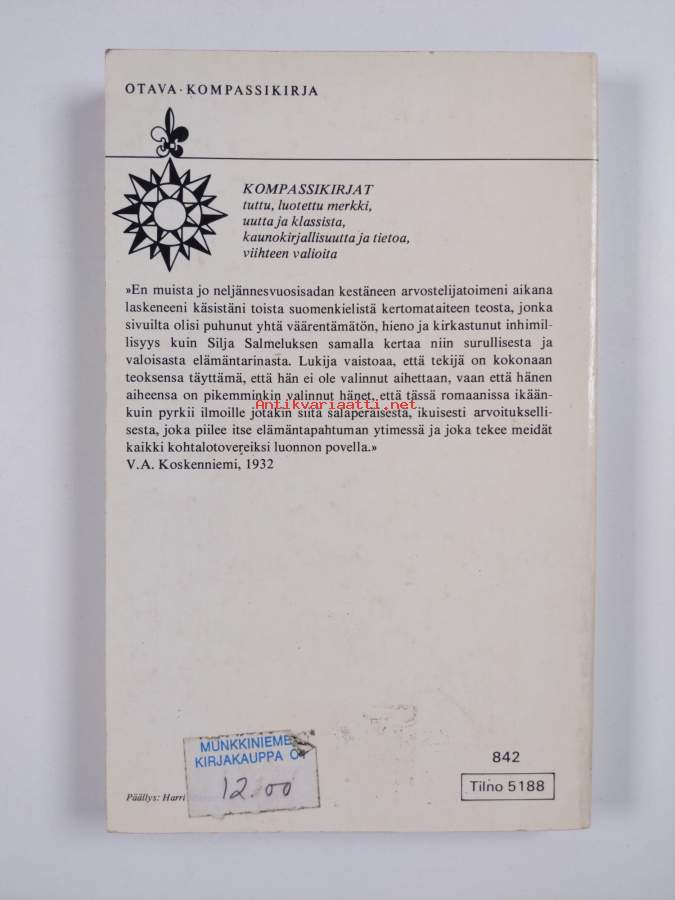 OTAVA · KOMPASSIKIRJA
KOMPASSIKIRJAT
tuttu, luotettu merkki,
uutta ja klassista,
kaunokirjallisuutta ja tietoa,
viihteen valioita
»En muista jo neljännesvuosisadan kestäneen arvostelijatoimeni aikana
laskeneeni käsistäni toista suomenkielistä kertomataiteen teosta, jonka
sivuilta olisi puhunut yhtä väärentämätön, hieno ja kirkastunut inhimil-
lisyys kuin Silja Salmeluksen samalla kertaa niin surullisesta ja
valoisasta elämäntarinasta. Lukija vaistoaa, että tekijä on kokonaan
teoksensa täyttämä, että hän ei ole valinnut aihettaan, vaan että hänen
aiheensa on pikemminkin valinnut hänet, että tässä romaanissa ikään-
kuin pyrkii ilmoille jotakin siitä salaperäisestä, ikuisesti arvoituksell-
sesta, joka piilee itse elämäntapahtuman ytimessä ja joka tekee meidät
kaikki kohtalotovereiksi luonnon povella.»
V.A. Koskenniemi, 1932
Antikvariaatti.net
MUNKKINIEME
KIRJAKAUPPA OY
12.00
Päällys: Harri
842
Tilno 5188